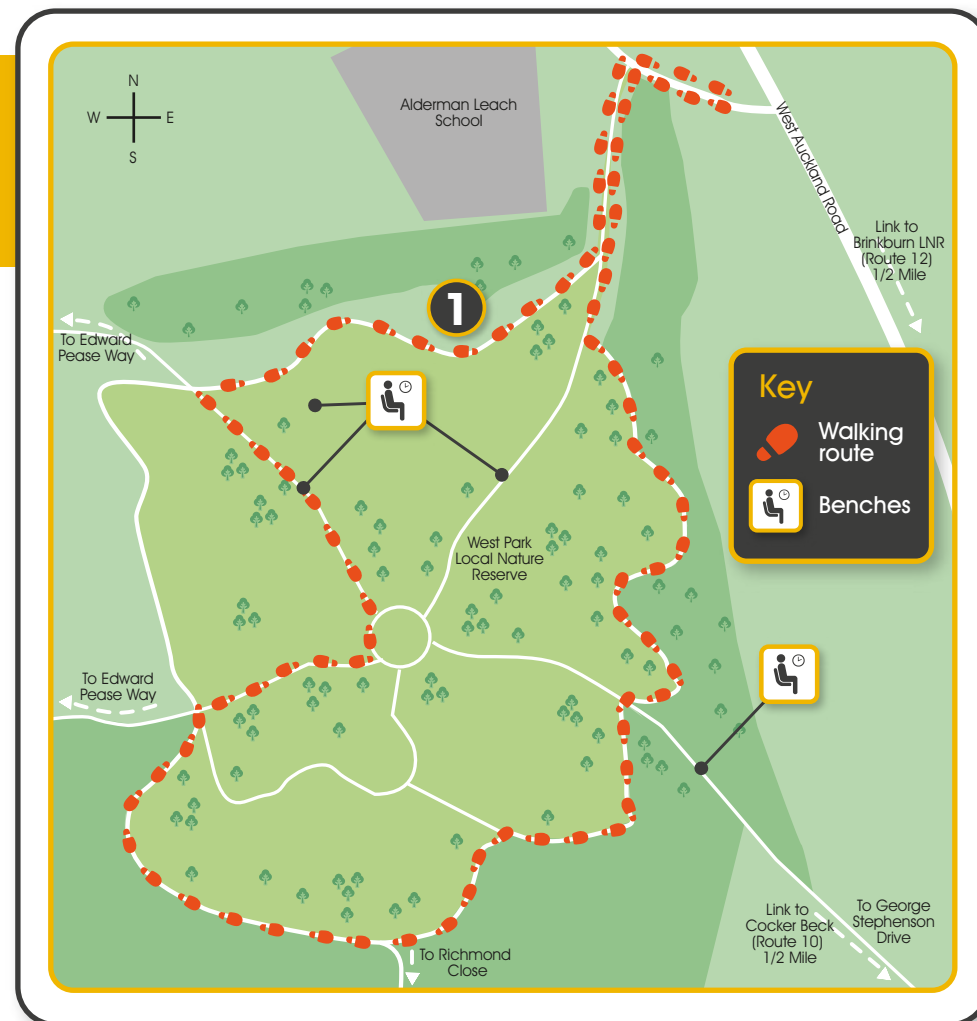 N
W E
S
Alderman Leach
School
West Auckland Road
Link to
Brinkburn LNR
(Route 12)
1/2 Mile
1
To Edward
Pease Way
Key
Walking
route
Benches
West Park
Local Nature
Reserve
To Edward
Pease Way
Link to
Cocker Beck
(Route 10)
1/2 Mile
To George
Stephenson
Drive
To Richmond
Close